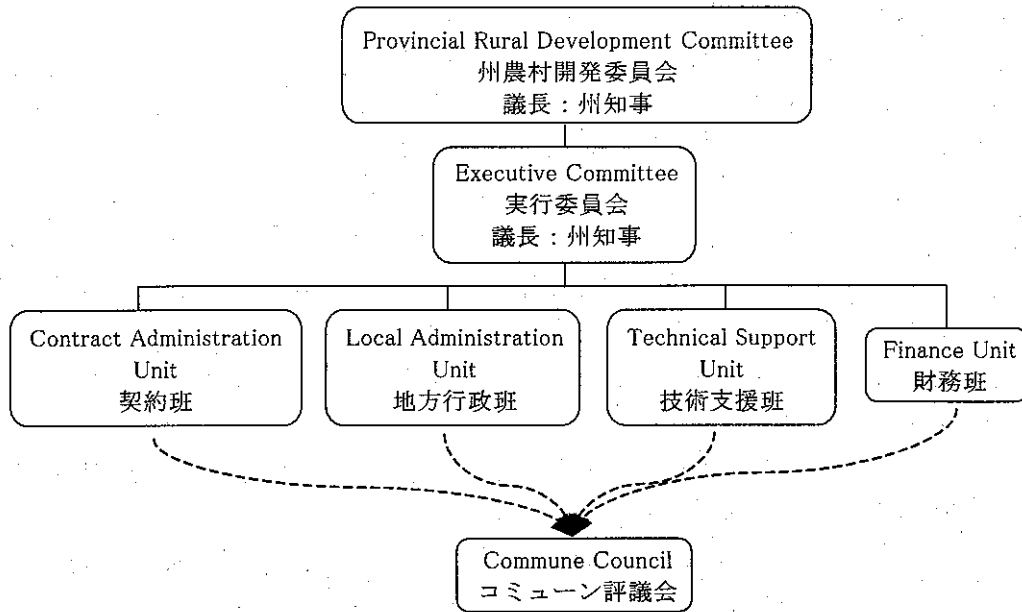 Provincial Rural Development Committee
州農村開発委員会
議長：州知事
Executive Committee
実行委員会
議長：州知事
Contract Administration
Unit
契約班
Local Administration
Unit
地方行政班
Technical Support
Unit
技術支援班
Finance Unit
財務班
Commune Council
コミューン評議会